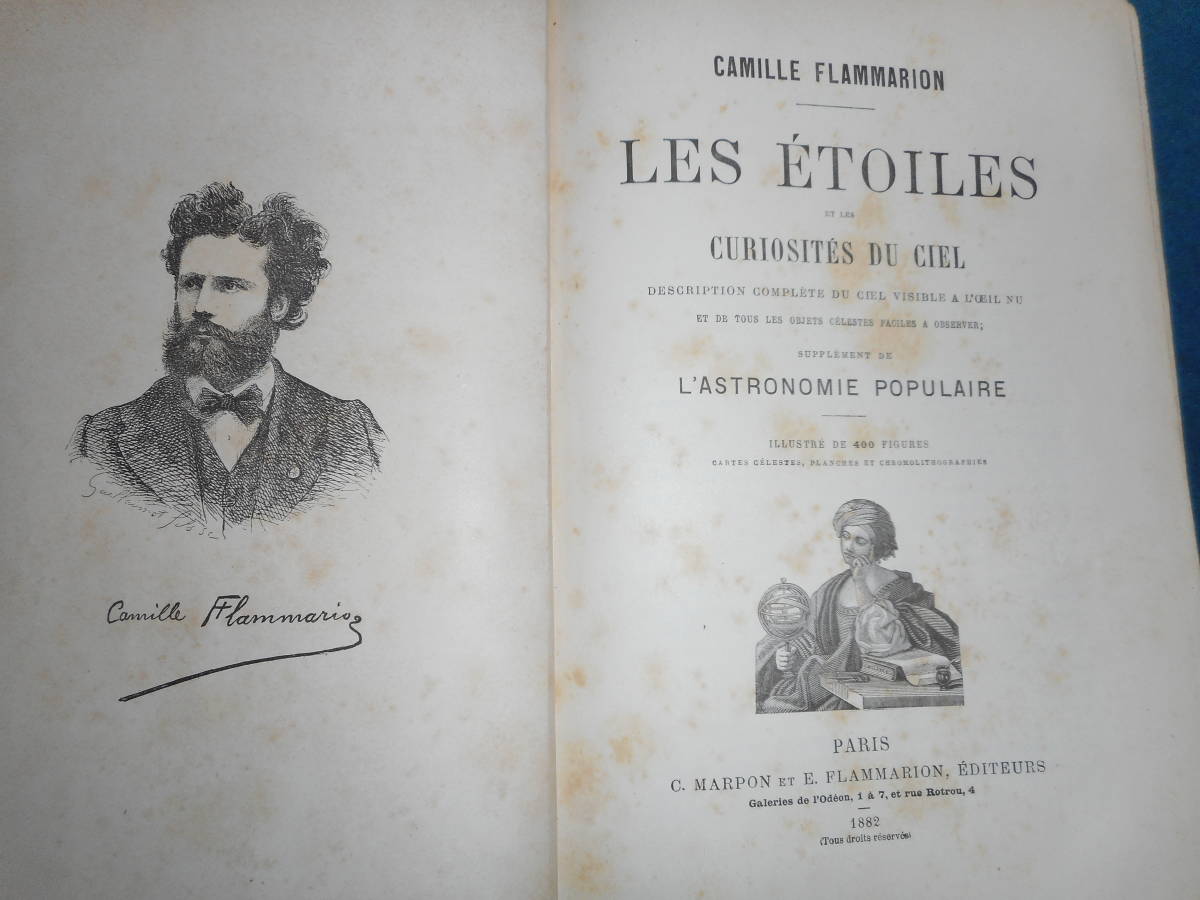 Camille Flammarion
CAMILLE FLAMMARION
LES ÉTOILES
ET LES
CURIOSITÉS DU CIEL
DESCRIPTION COMPLÈTE DU CIEL VISIBLE A L'ŒIL NU
ET DE TOUS LES OBJETS CÉLESTES FACILES A OBSERVER;
SUPPLÉMENT DE
L'ASTRONOMIE POPULAIRE
ILLUSTRÉ DE 400 FIGURES
CARTES CÉLESTES, PLANCHES ET CHROMOLITHOGRAPHIES
PARIS
C. MARPON ET E. FLAMMARION, ÉDITEURS
Galeries de l'Odéon, 1 à 7, et rue Rotrou, 4
1882
(Tous droits réservés)